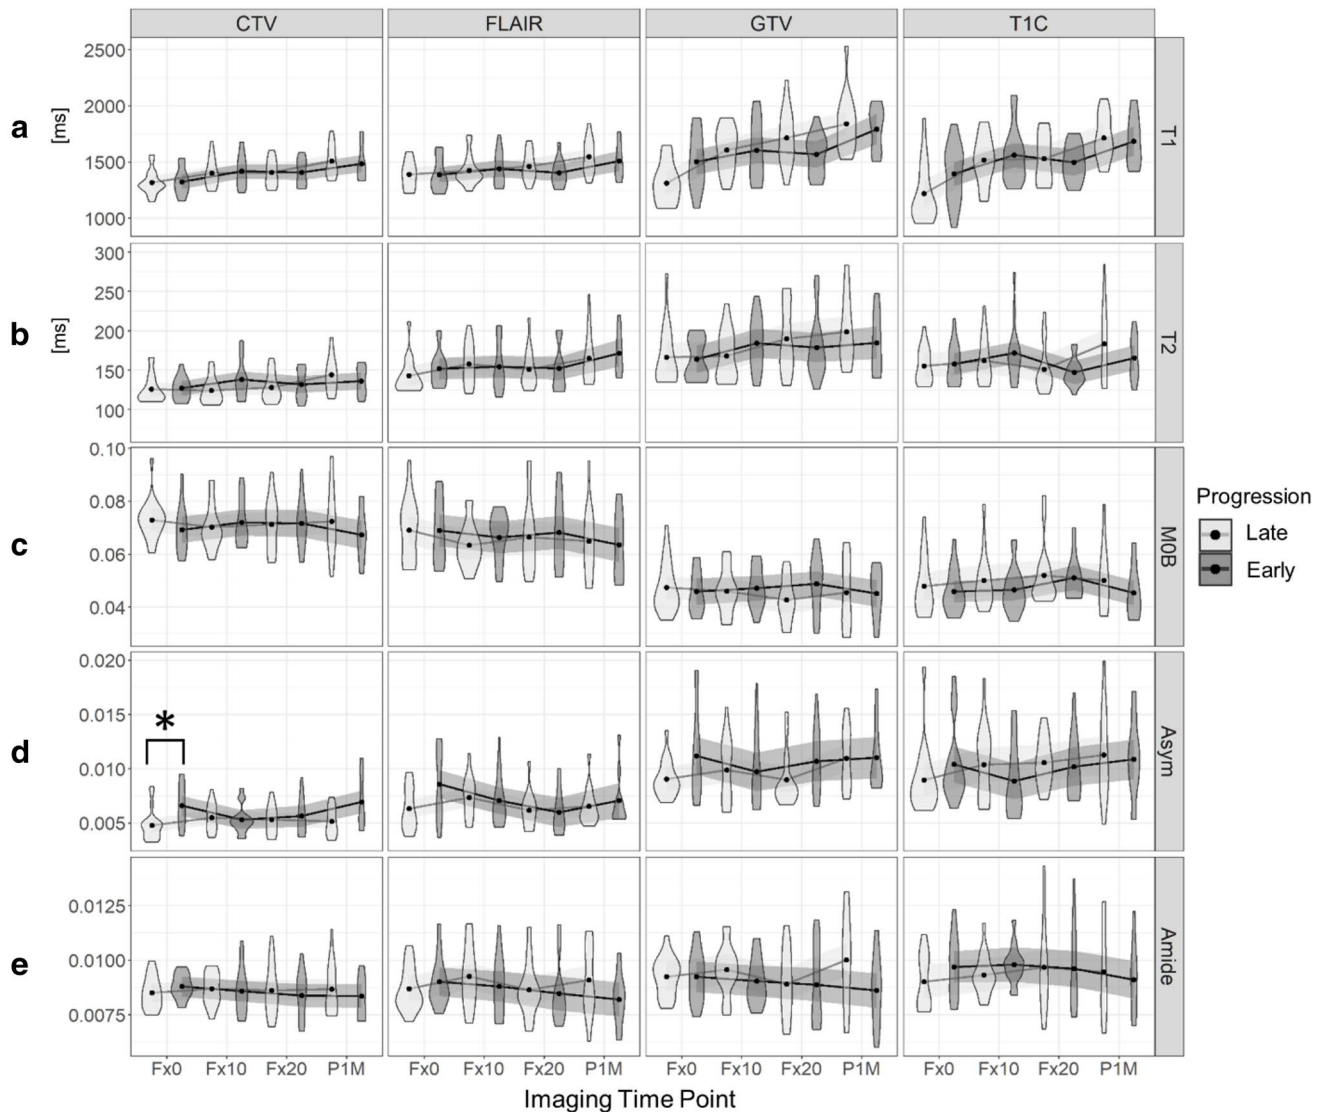 CTV FLAIR GTV T1C
a
[ms]
2500
2000
1500
1000
T1
b
[ms]
300
250
200
150
100
T2
c
0.10
0.08
0.06
0.04
M0B
Progression
Late
Early
d
0.020
0.015
0.010
0.005
*
Asym
e
0.0125
0.0100
0.0075
Amide
Fx0 Fx10 Fx20 P1M Fx0 Fx10 Fx20 P1M Fx0 Fx10 Fx20 P1M Fx0 Fx10 Fx20 P1M
Imaging Time Point